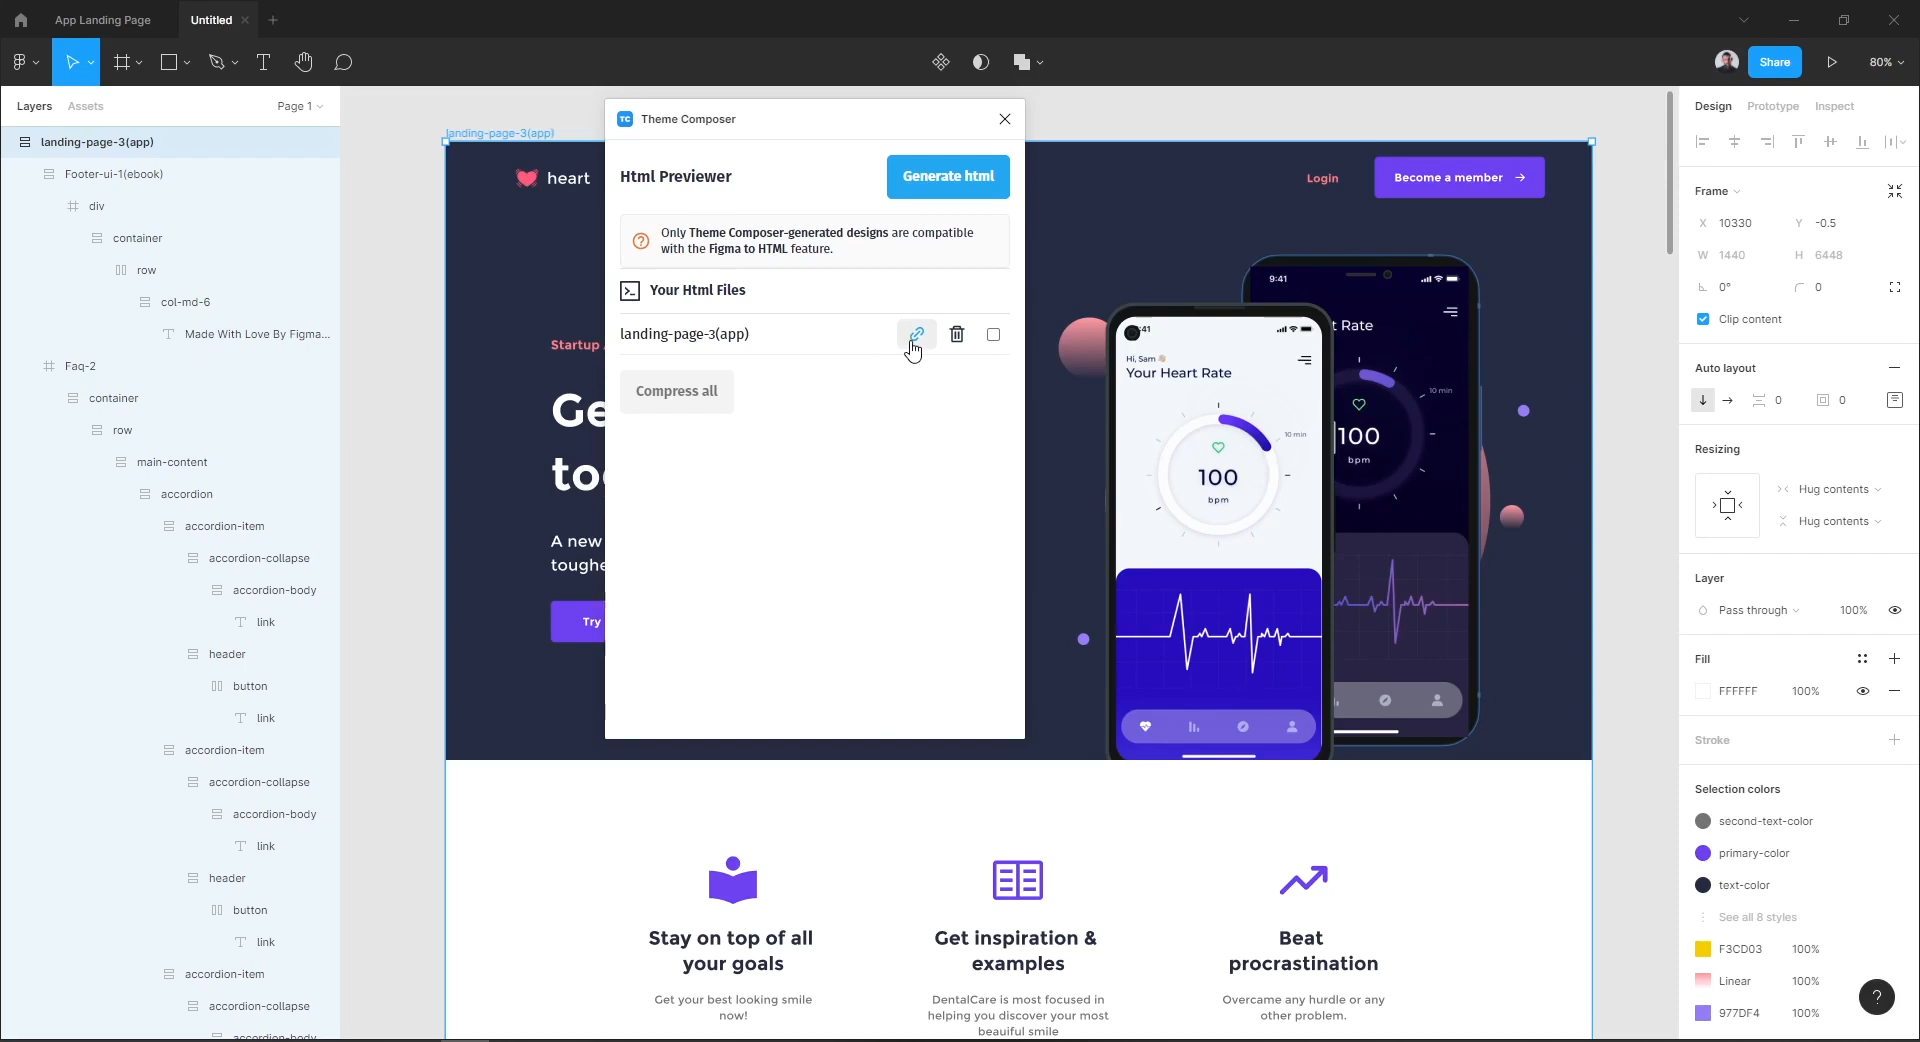 App Landing Page
Untitled
Share
80%
Layers
Assets
Page 1
landing-page-3(app)
Footer-ui-1(ebook)
div
container
row
col-md-6
Made With Love By Figma...
Faq-2
container
row
main-content
accordion
accordion-item
accordion-collapse
accordion-body
link
header
button
link
accordion-item
accordion-collapse
accordion-body
link
header
button
link
accordion-item
accordion-collapse
accordion-body
landing-page-3(app)
heart
Login
Become a member
Startup
Ge
to
A new
toughe
Try
TC
Theme Composer
Html Previewer
Generate html
Only Theme Composer-generated designs are compatible
with the Figma to HTML feature.
Your Html Files
landing-page-3(app)
Compress all
9:41
t Rate
10 min
100
bpm
:41
Hi, Sam
Your Heart Rate
10 min
100
bpm
Stay on top of all
your goals
Get your best looking smile
now!
Get inspiration &
examples
DentalCare is most focused in
helping you discover your most
beauiful smile
Beat
procrastination
Overcame any hurdle or any
other problem.
Design
Prototype
Inspect
Frame
X 10330
Y -0.5
W 1440
H 6448
0°
0
Clip content
Auto layout
0
0
Resizing
Hug contents
Hug contents
Layer
Pass through
100%
Fill
FFFFFF
100%
Stroke
Selection colors
second-text-color
primary-color
text-color
See all 8 styles
F3CD03
100%
Linear
100%
977DF4
100%
?